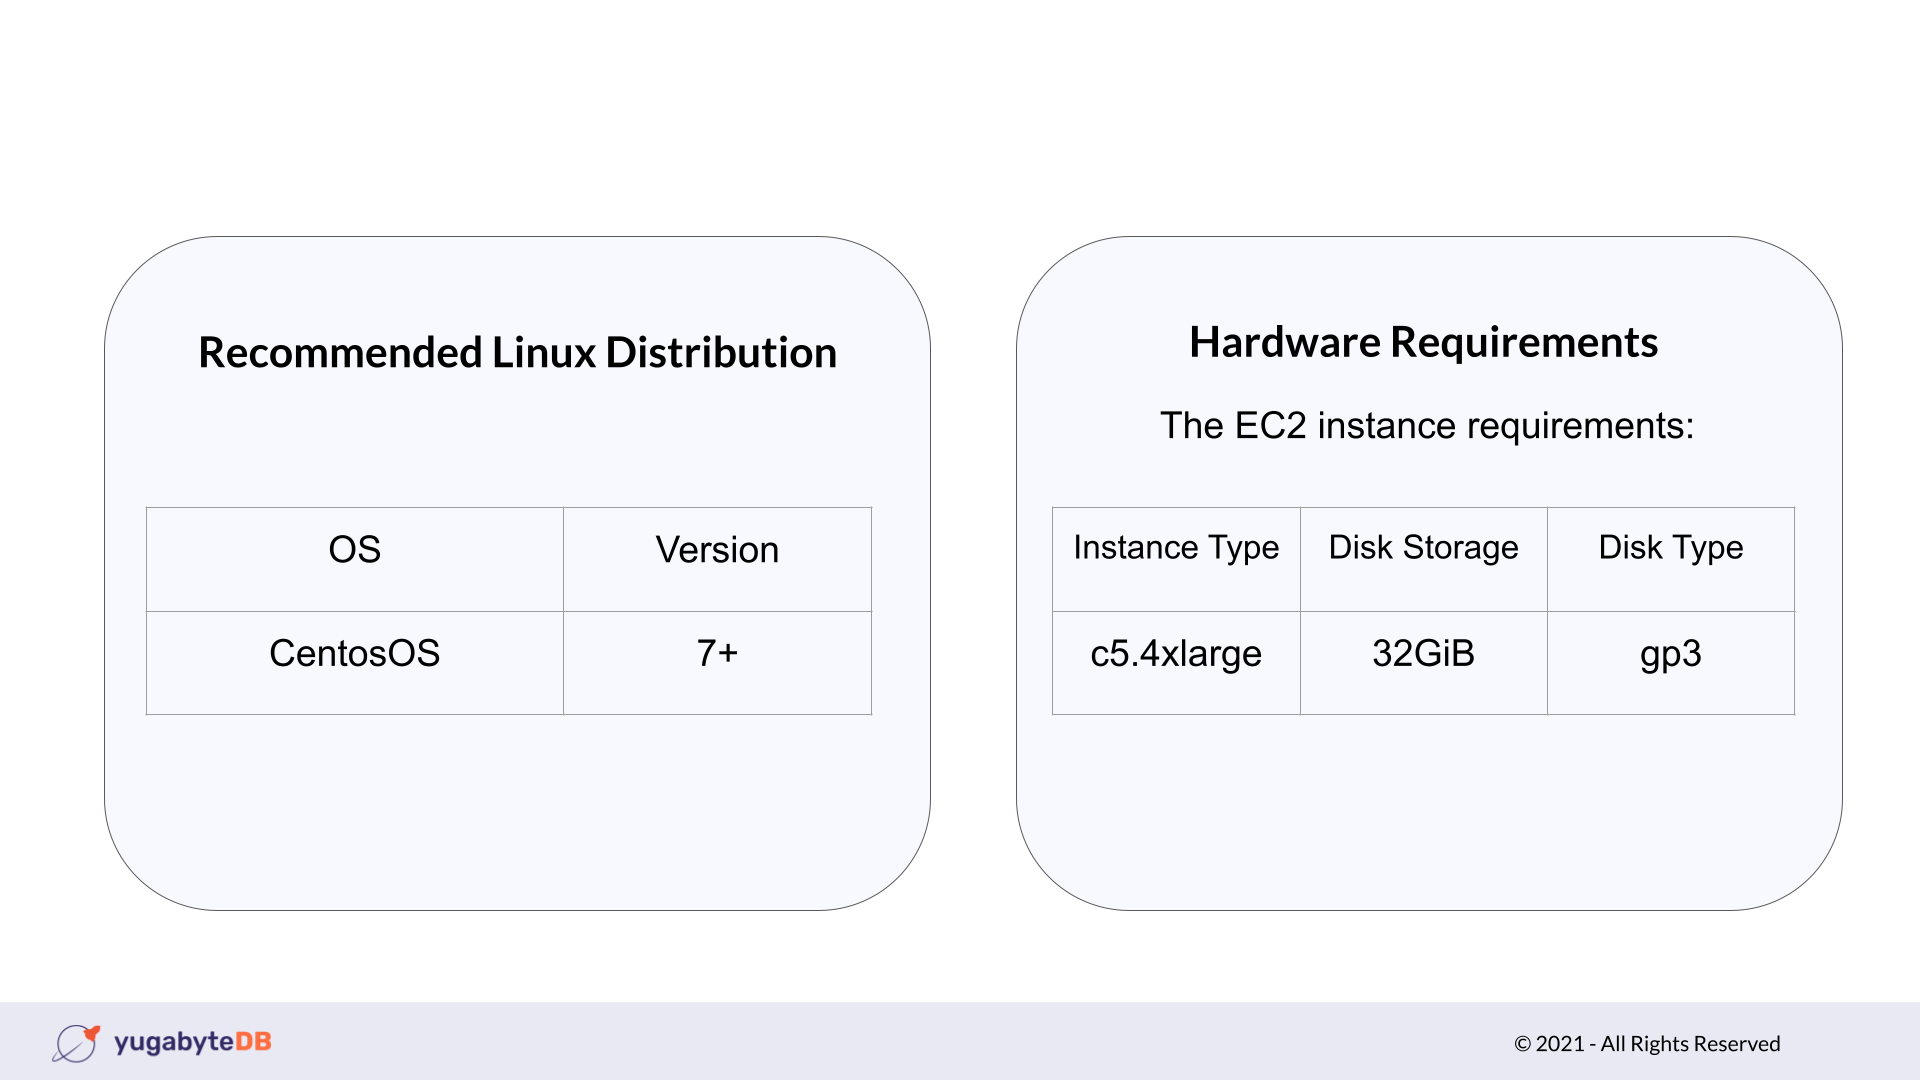 Recommended Linux Distribution
OS Version
CentosOS 7+
Hardware Requirements
The EC2 instance requirements:
Instance Type Disk Storage Disk Type
c5.4xlarge 32GiB gp3
yugabyteDB
© 2021 - All Rights Reserved